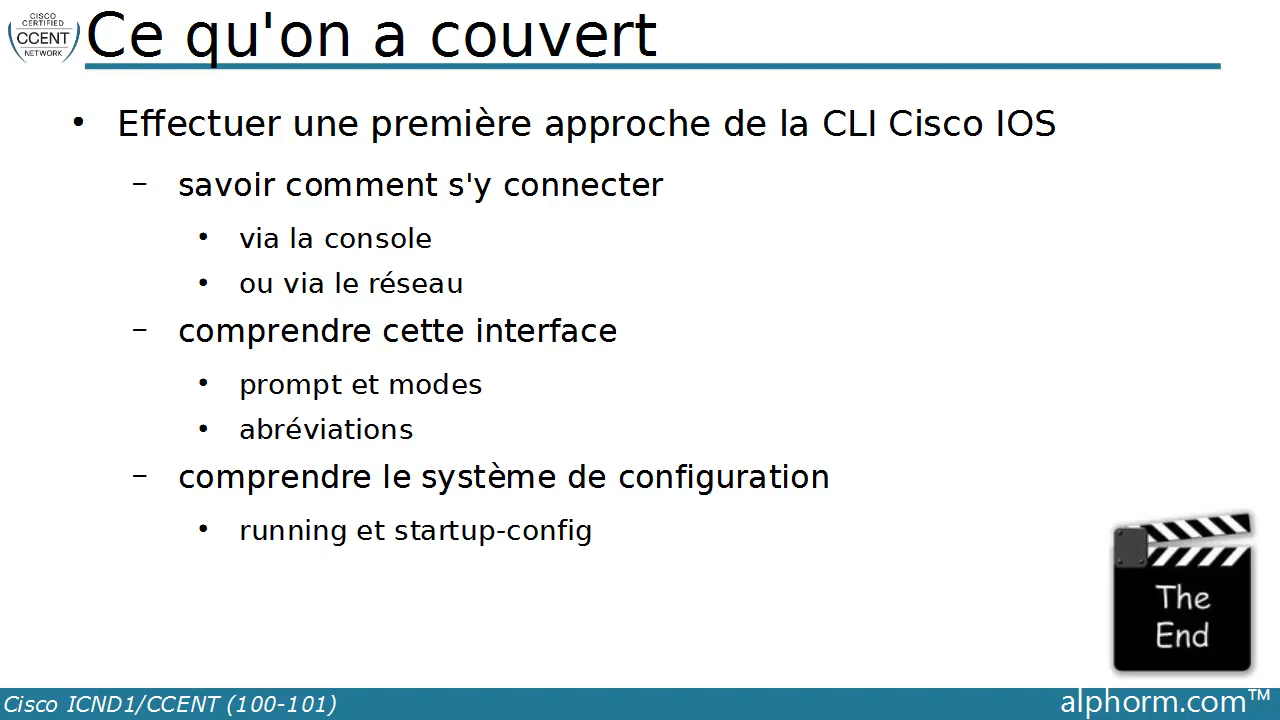 CISCO
CERTIFIED
CCENT
NETWORK
Ce qu'on a couvert
• Effectuer une première approche de la CLI Cisco IOS
– savoir comment s'y connecter
• via la console
• ou via le réseau
– comprendre cette interface
• prompt et modes
• abréviations
– comprendre le système de configuration
• running et startup-config
The
End
Cisco ICND1/CCENT (100-101)
alphorm.com™